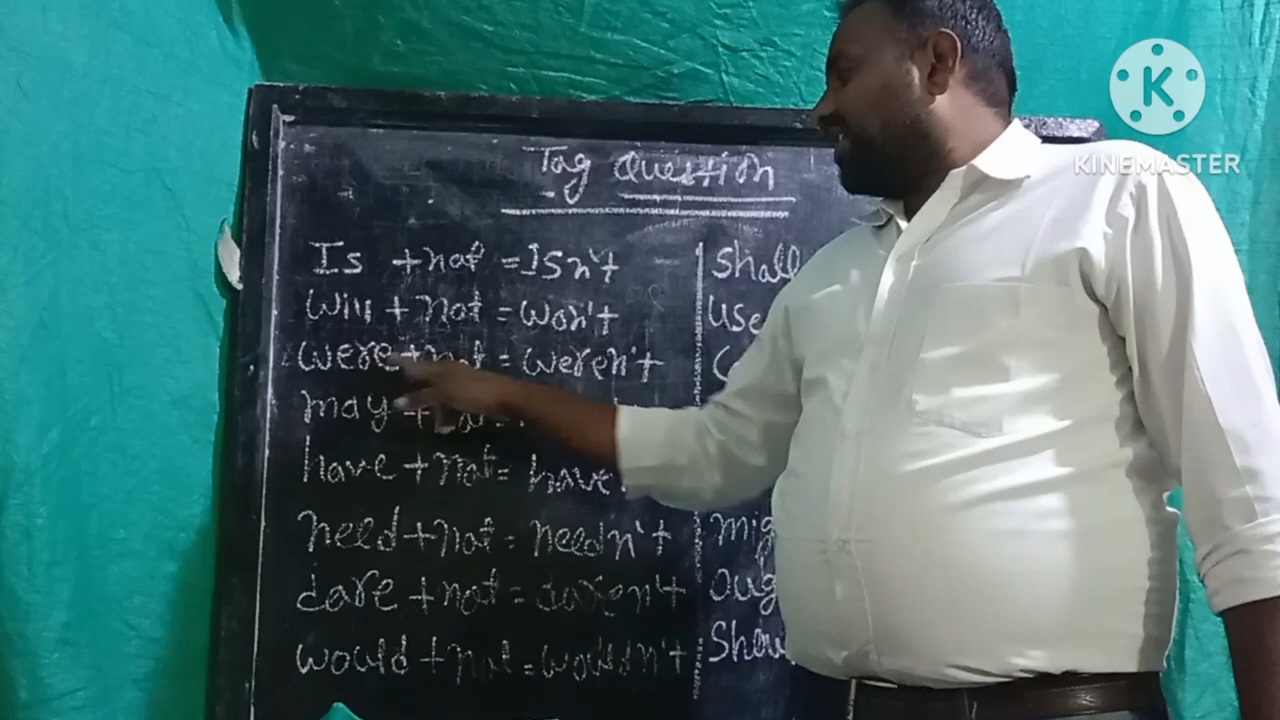 Tag Question
Is + not = Isn't
Will + not = Won't
Were + not = Weren't
may +
have + not = have
need + not = needn't
dare + not = daren't
would + not = wouldn't
Shall
Use
mig
Oug
Shou
K
KINEMASTER